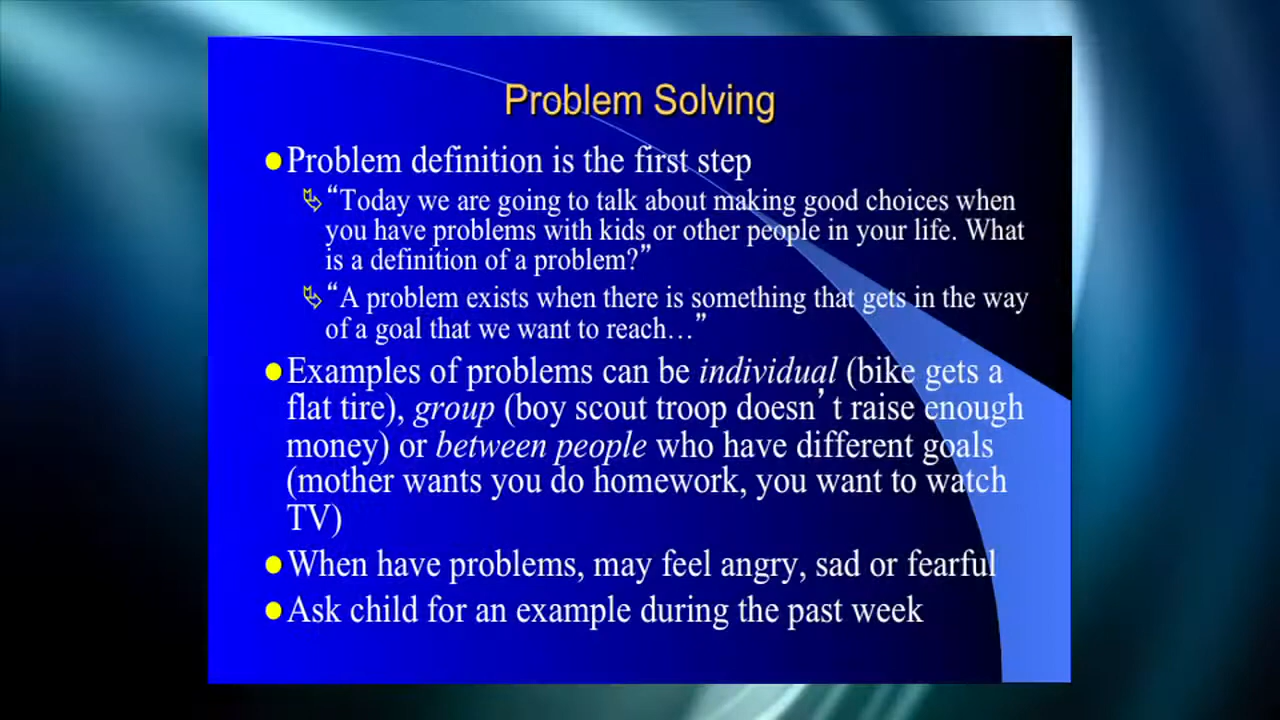 Problem Solving
Problem definition is the first step
“Today we are going to talk about making good choices when
you have problems with kids or other people in your life. What
is a definition of a problem?”
“A problem exists when there is something that gets in the way
of a goal that we want to reach…”
Examples of problems can be individual (bike gets a
flat tire), group (boy scout troop doesn’t raise enough
money) or between people who have different goals
(mother wants you do homework, you want to watch
TV)
When have problems, may feel angry, sad or fearful
Ask child for an example during the past week